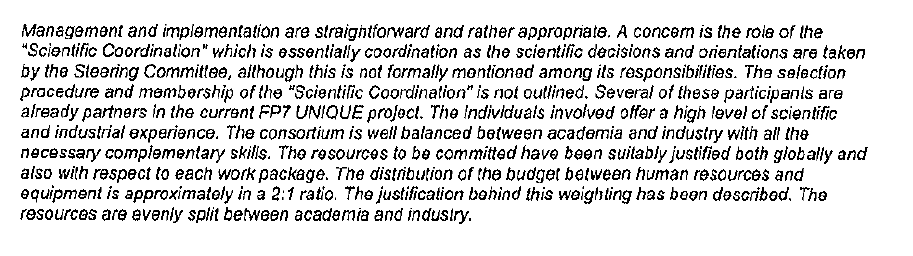 Management and implementation are straightforward and rather appropriate. A concern is the role of the
"Scientific Coordination" which is essentially coordination as the scientific decisions and orientations are taken
by the Steering Committee, although this is not formally mentioned among its responsibilities. The selection
procedure and membership of the "Scientific Coordination" is not outlined. Several of these participants are
already partners in the current FP7 UNIQUE project. The individuals involved offer a high level of scientific
and industrial experience. The consortium is well balanced between academia and industry with all the
necessary complementary skills. The resources to be committed have been suitably justified both globally and
also with respect to each work package. The distribution of the budget between human resources and
equipment is approximately in a 2:1 ratio. The justification behind this weighting has been described. The
resources are evenly split between academia and industry.